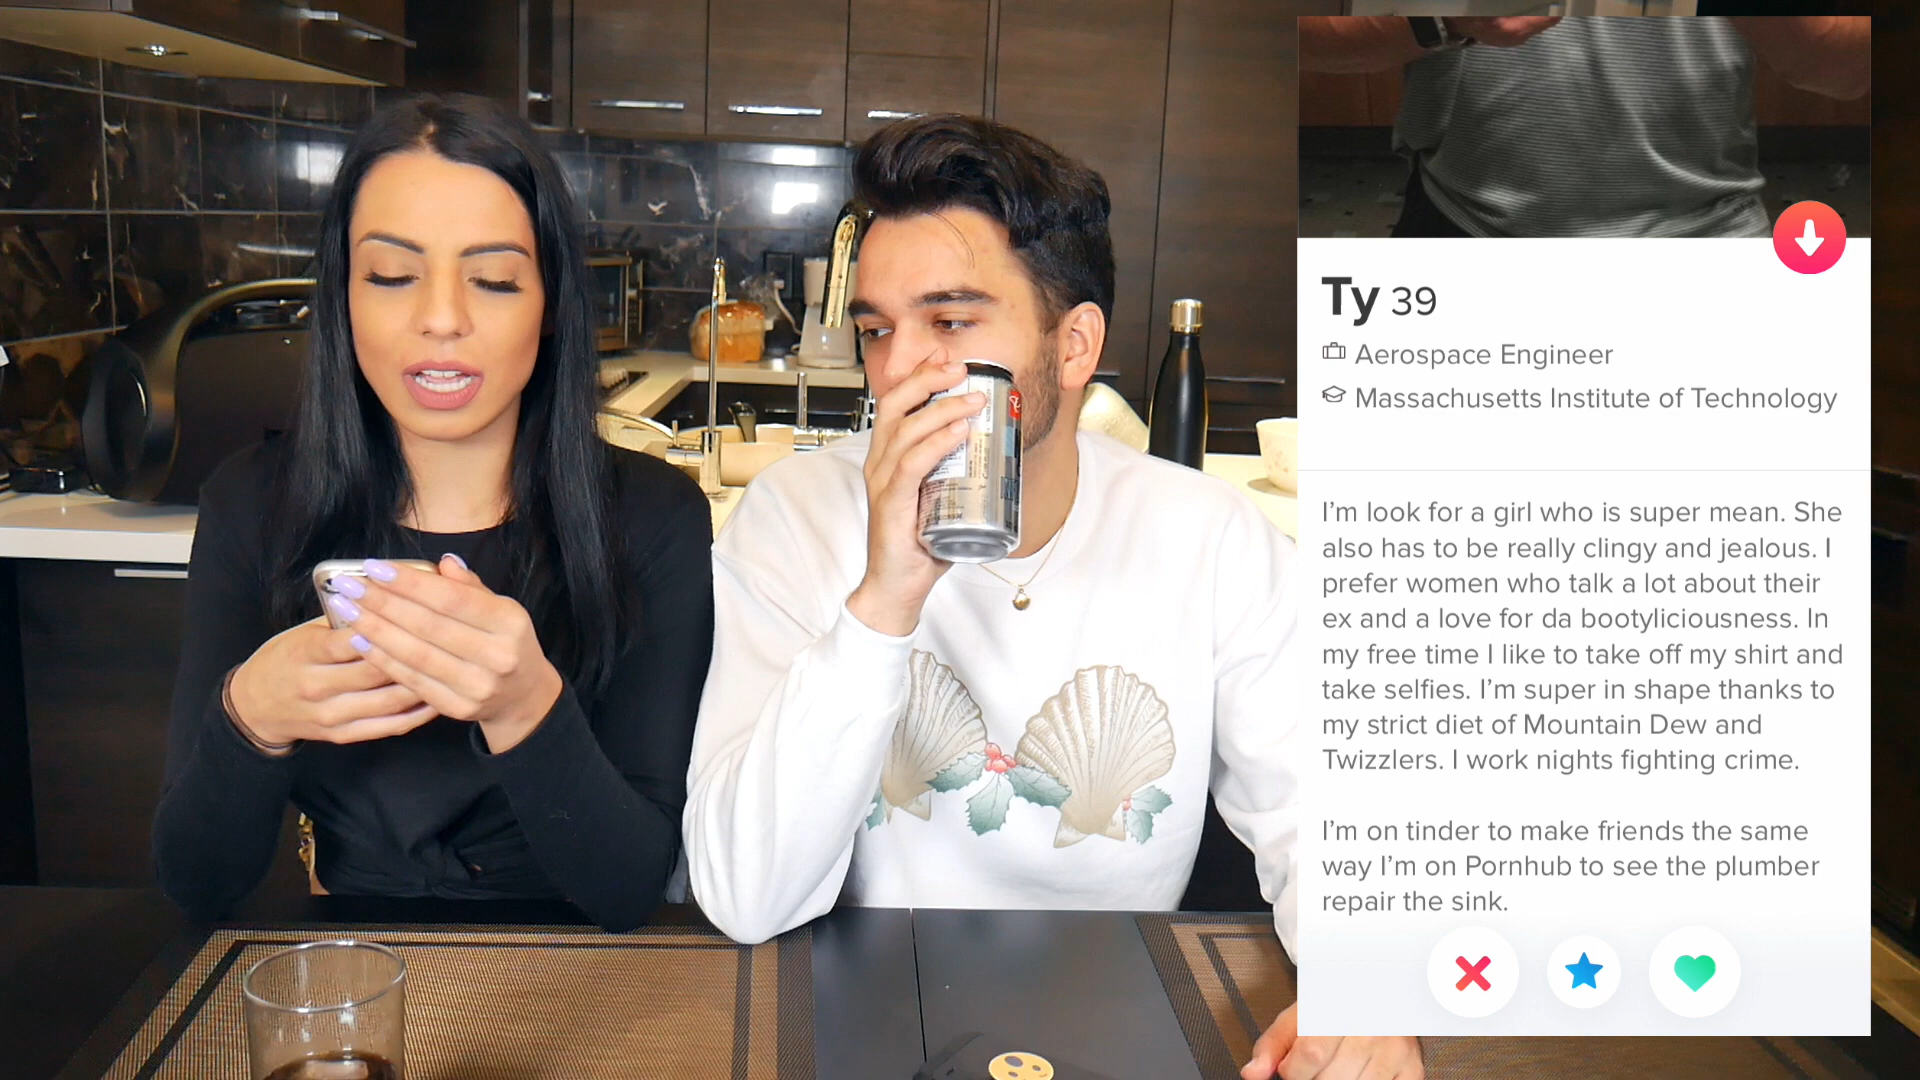 Ty 39
Aerospace Engineer
Massachusetts Institute of Technology
I'm look for a girl who is super mean. She
also has to be really clingy and jealous. I
prefer women who talk a lot about their
ex and a love for da bootyliciousness. In
my free time I like to take off my shirt and
take selfies. I'm super in shape thanks to
my strict diet of Mountain Dew and
Twizzlers. I work nights fighting crime.
I'm on tinder to make friends the same
way I'm on Pornhub to see the plumber
repair the sink.